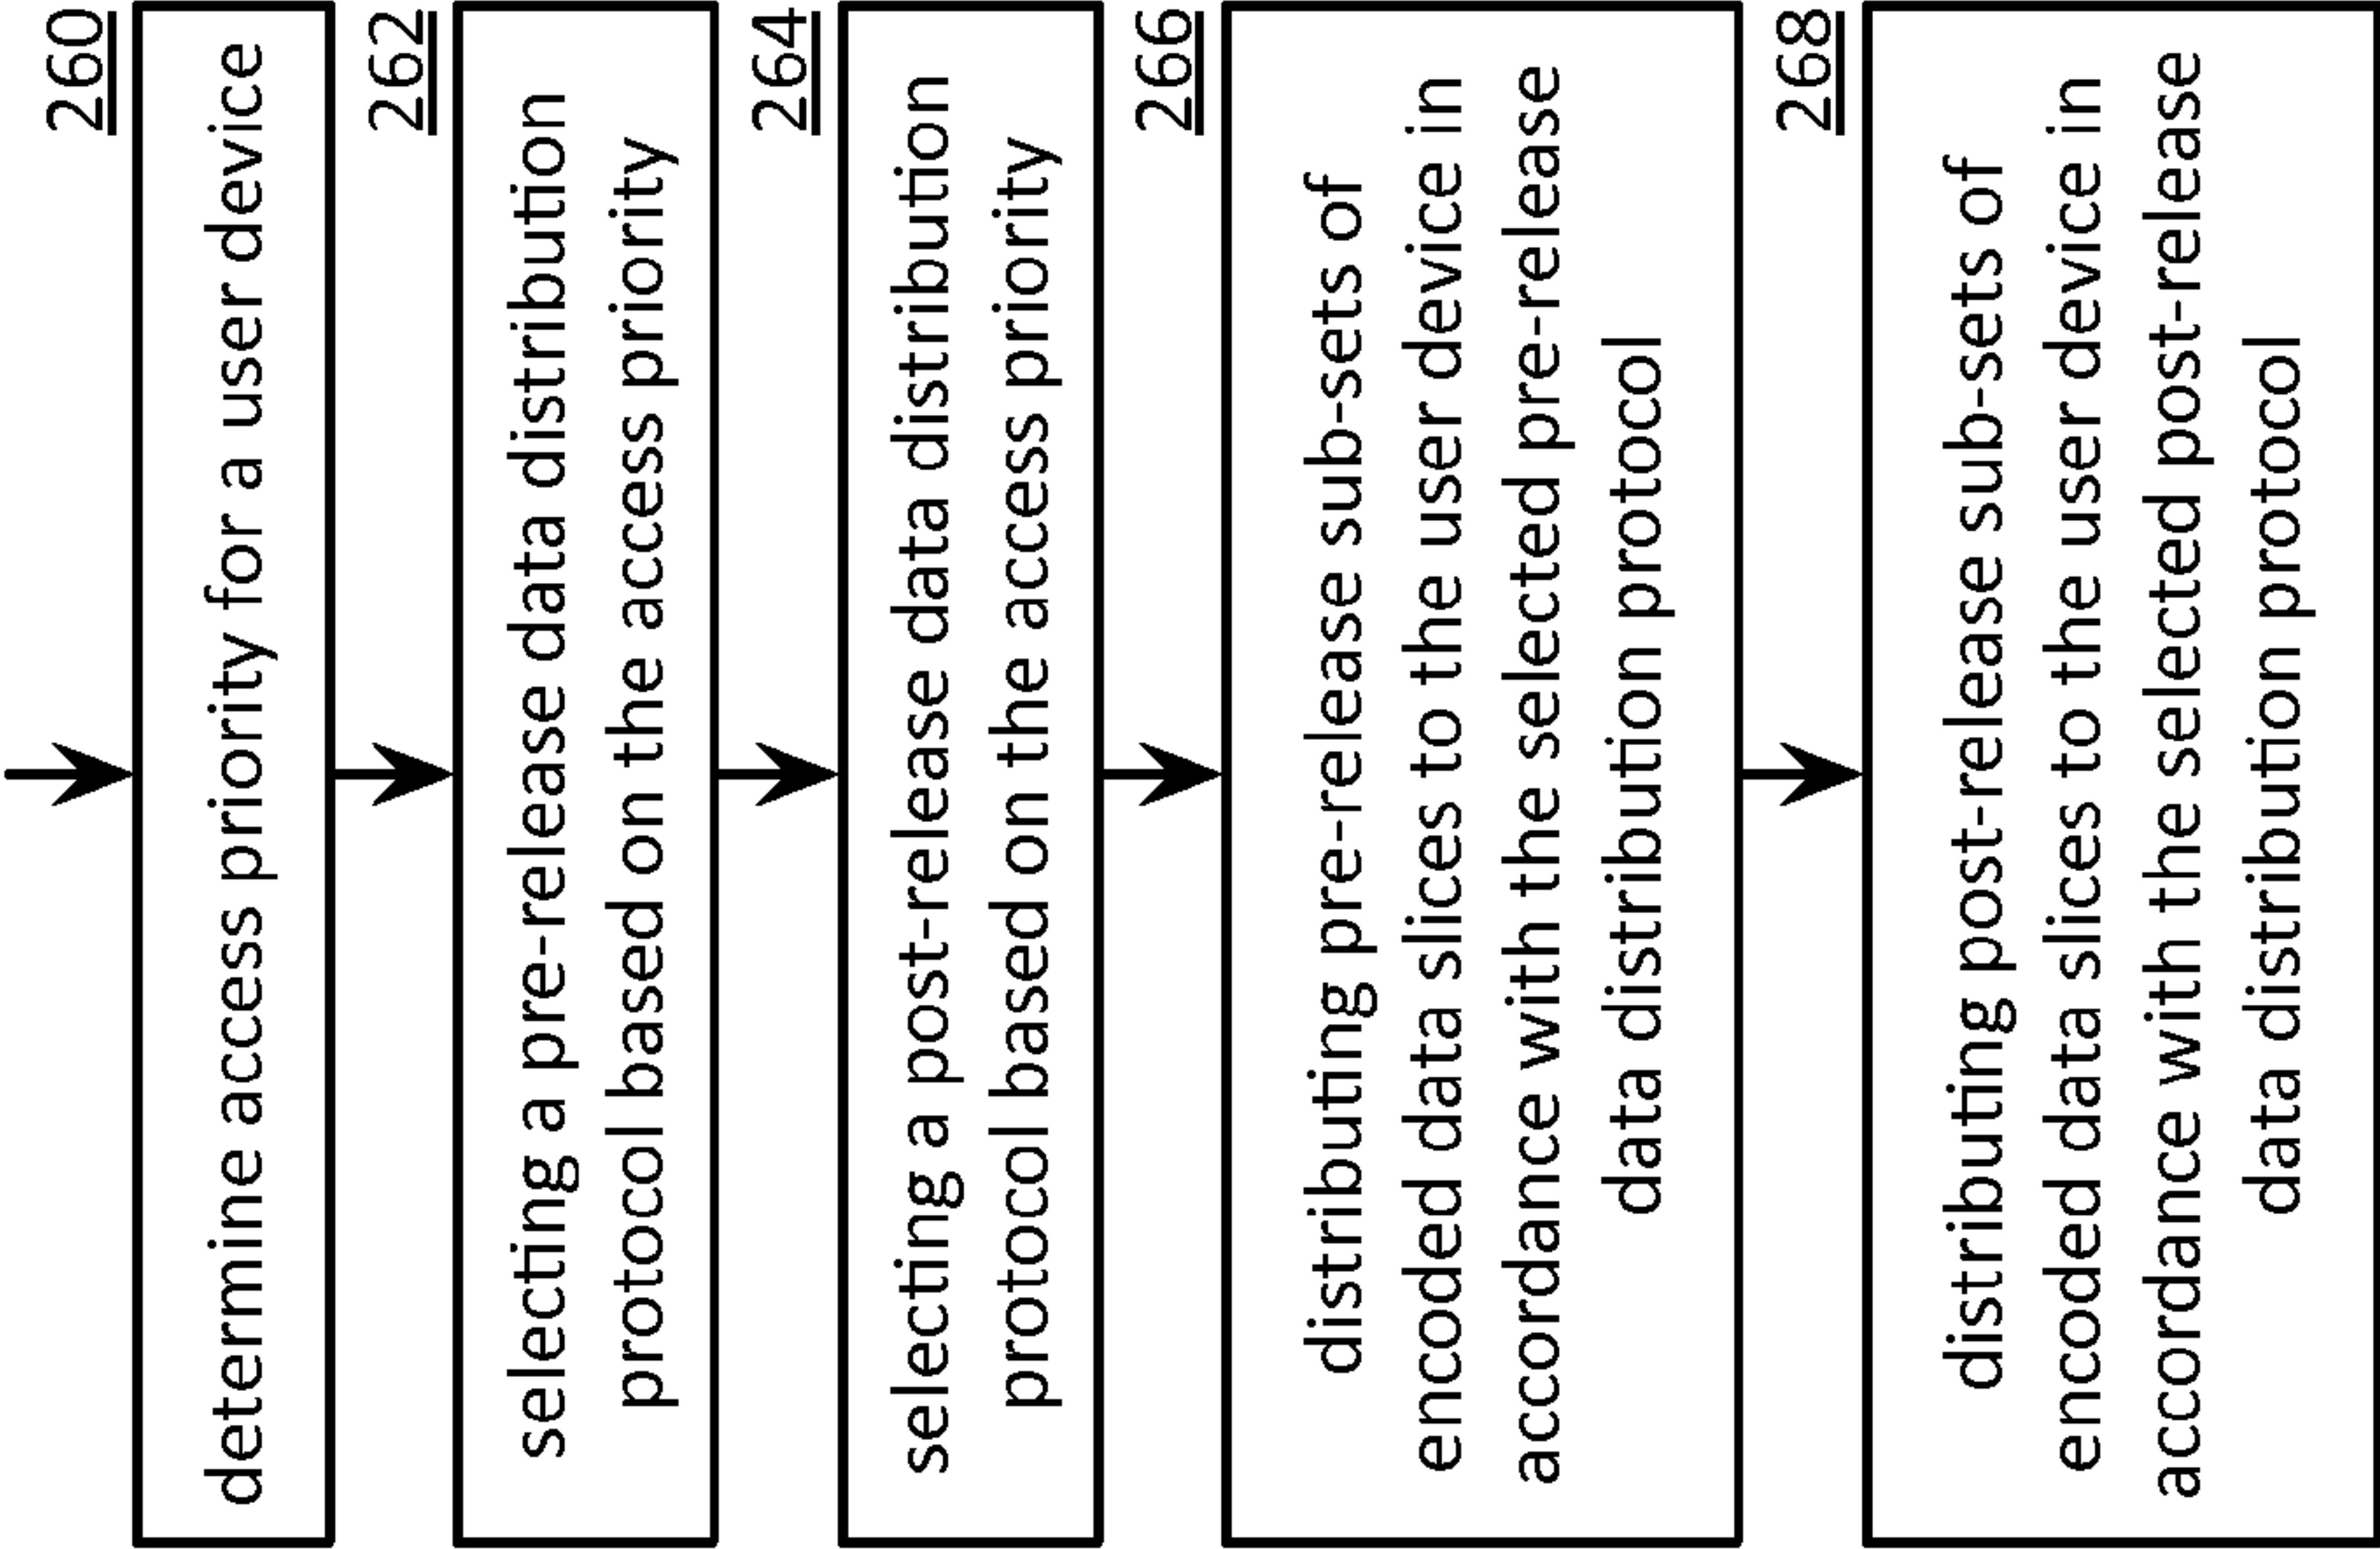 260
determine access priority for a user device
262
selecting a pre-release data distribution
protocol based on the access priority
264
selecting a post-release data distribution
protocol based on the access priority
266
distributing pre-release sub-sets of
encoded data slices to the user device in
accordance with the selected pre-release
data distribution protocol
268
distributing post-release sub-sets of
encoded data slices to the user device in
accordance with the selected post-release
data distribution protocol